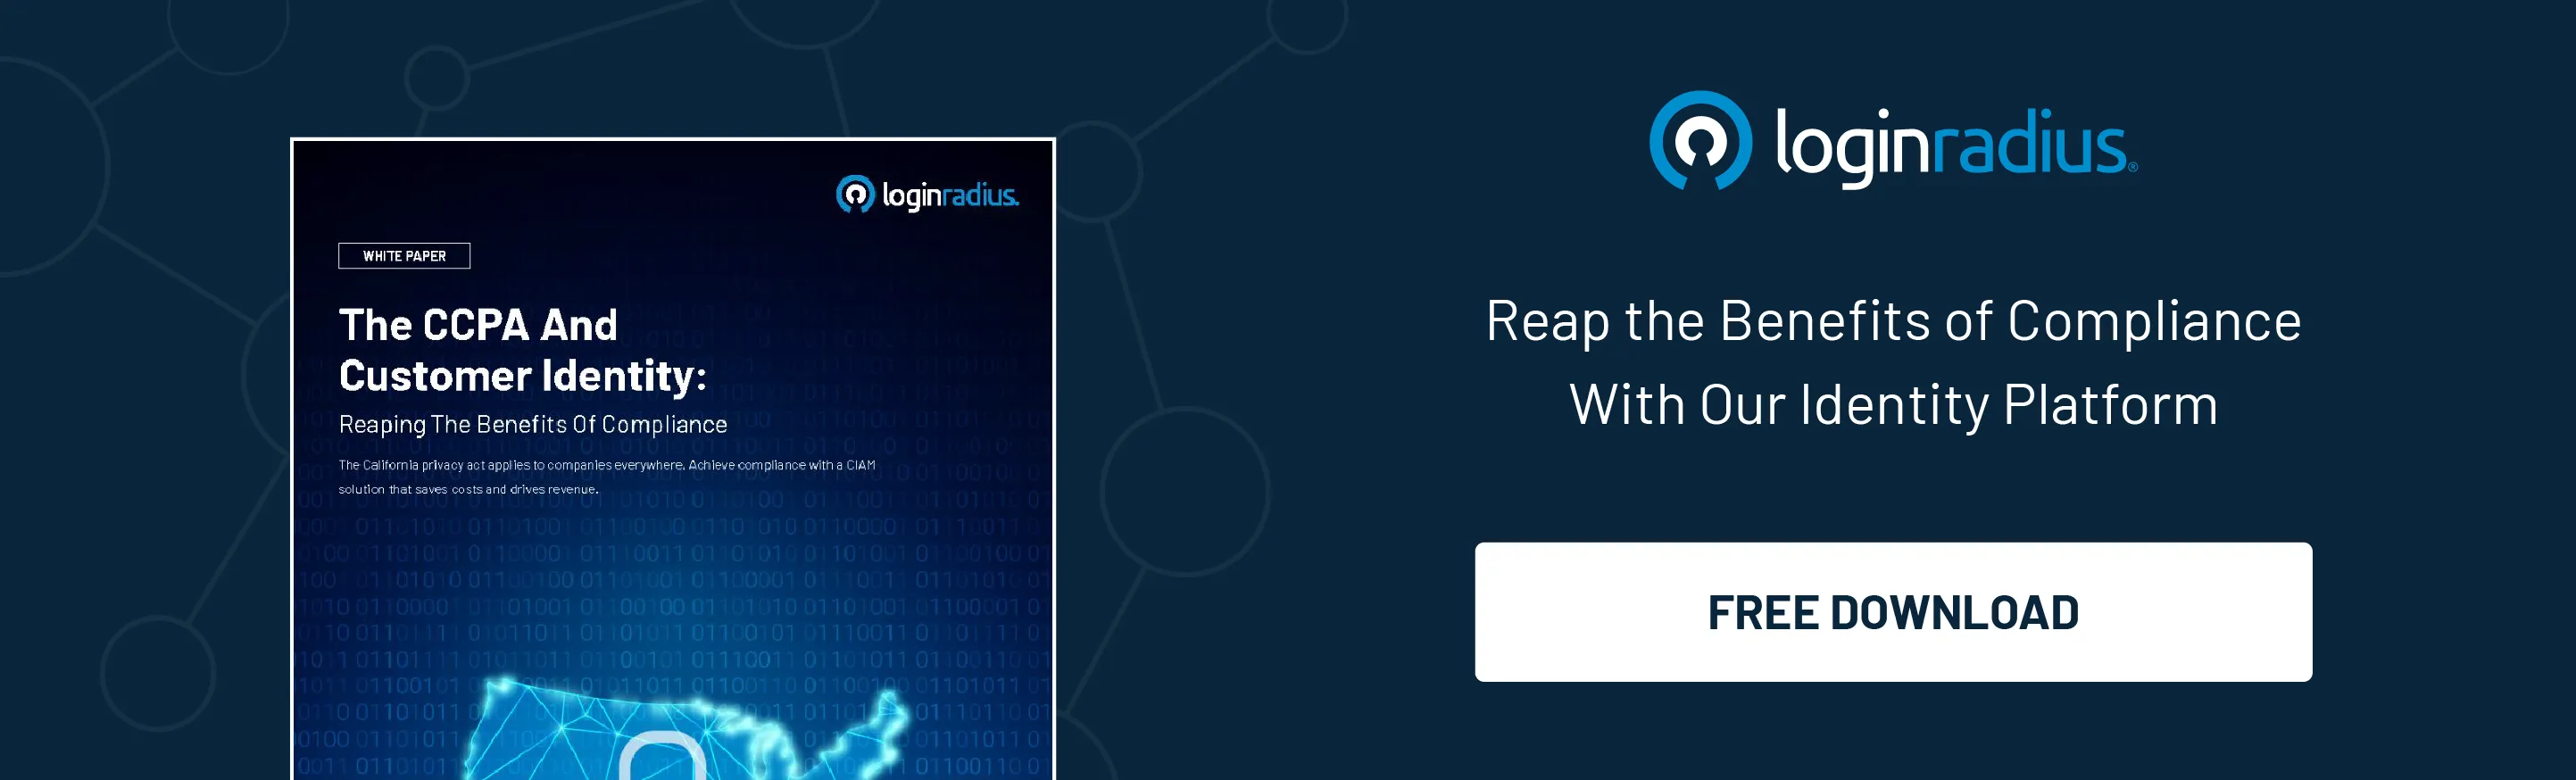 loginradius.
WHITE PAPER
The CCPA And
Customer Identity:
Reaping The Benefits Of Compliance
The California privacy act applies to companies everywhere. Achieve compliance with a CIAM
solution that saves costs and drives revenue.
loginradius.®
Reap the Benefits of Compliance
With Our Identity Platform
FREE DOWNLOAD